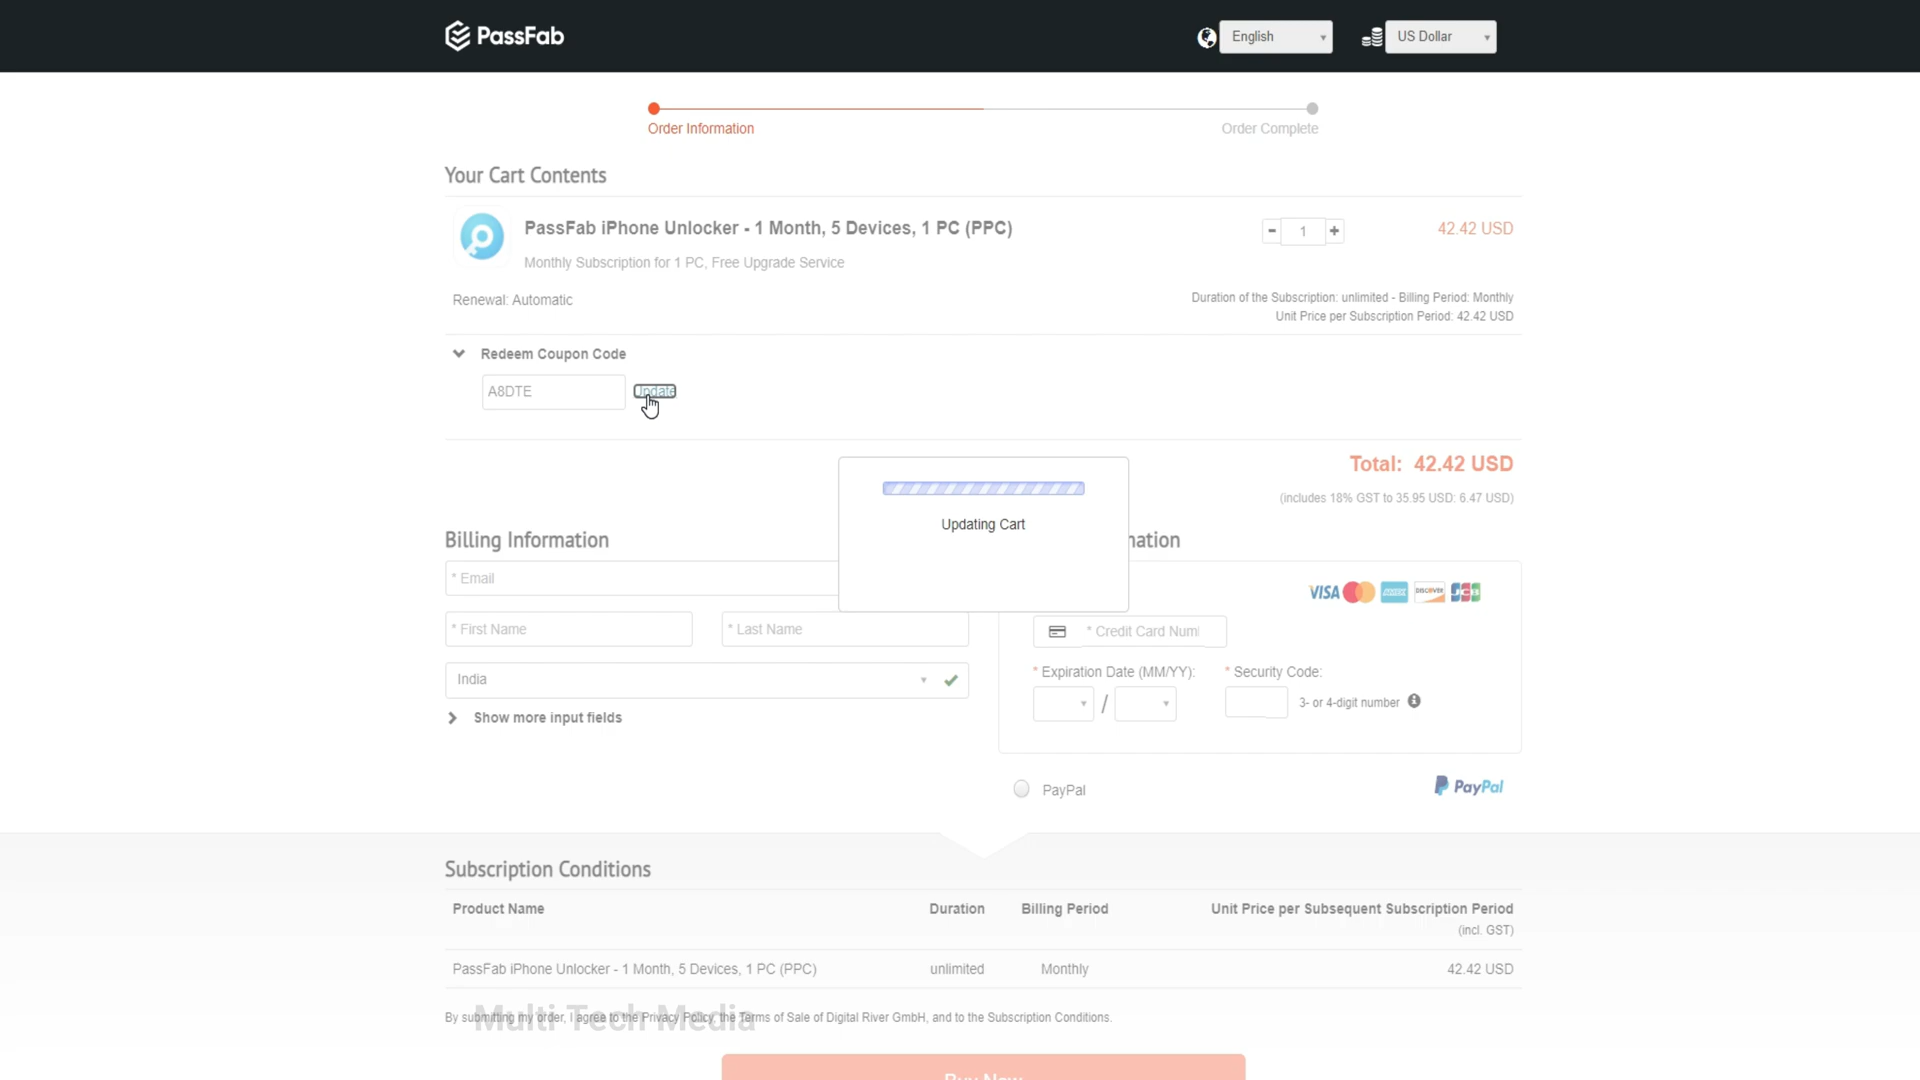 PassFab
English
US Dollar
Order Information
Order Complete
Your Cart Contents
PassFab iPhone Unlocker - 1 Month, 5 Devices, 1 PC (PPC)
- 1 +
42.42 USD
Monthly Subscription for 1 PC, Free Upgrade Service
Renewal: Automatic
Duration of the Subscription: unlimited - Billing Period: Monthly
Unit Price per Subscription Period: 42.42 USD
Redeem Coupon Code
A8DTE
Update
Total: 42.42 USD
(includes 18% GST to 35.95 USD: 6.47 USD)
Updating Cart
Billing Information
* Email
* First Name
* Last Name
India
Show more input fields
VISA
DISCOVER
JCB
* Credit Card Num
* Expiration Date (MM/YY):
* Security Code:
/
3- or 4-digit number
PayPal
PayPal
Subscription Conditions
Product Name
Duration
Billing Period
Unit Price per Subsequent Subscription Period
(incl. GST)
PassFab iPhone Unlocker - 1 Month, 5 Devices, 1 PC (PPC)
unlimited
Monthly
42.42 USD
By submitting my order, I agree to the Privacy Policy, the Terms of Sale of Digital River GmbH, and to the Subscription Conditions.
Multi Tech Media
Buy Now